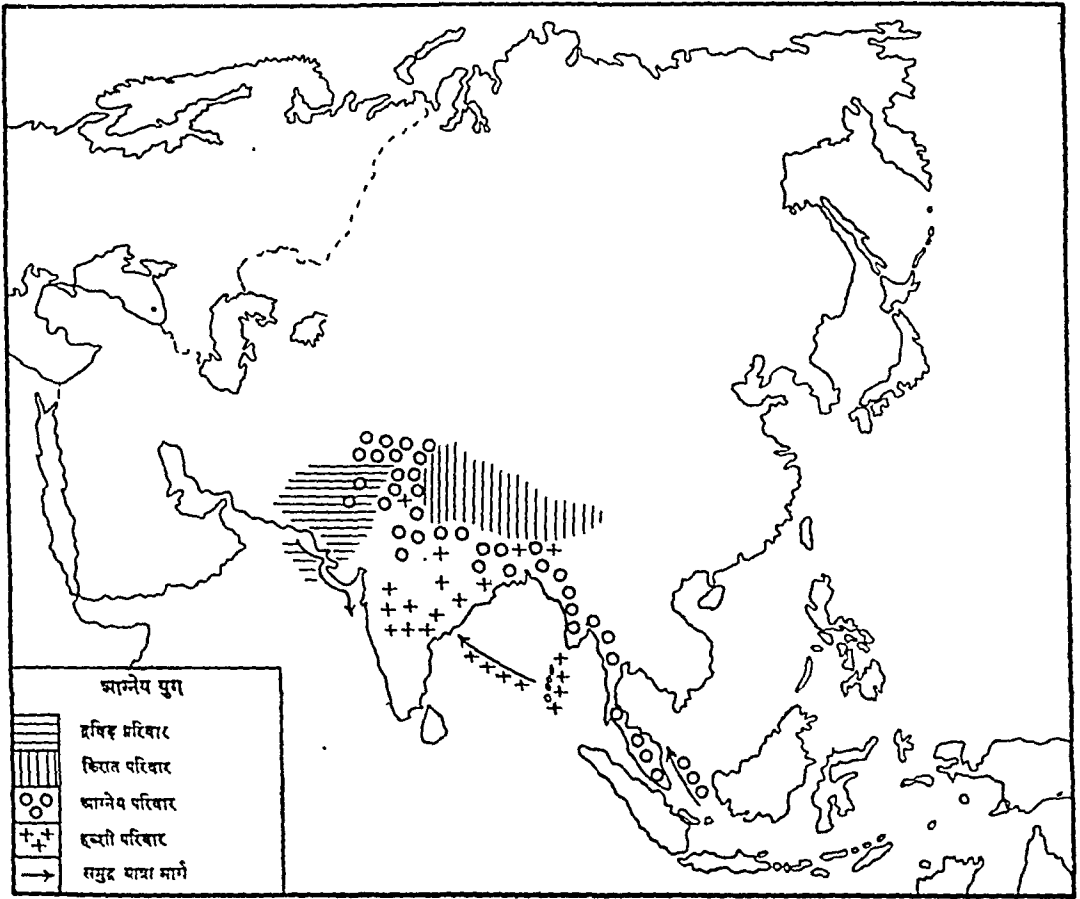 आग्नेय युग
द्रविड़ परिवार
किरात परिवार
आग्नेय परिवार
हब्शी परिवार
समुद्र यात्रा मार्ग